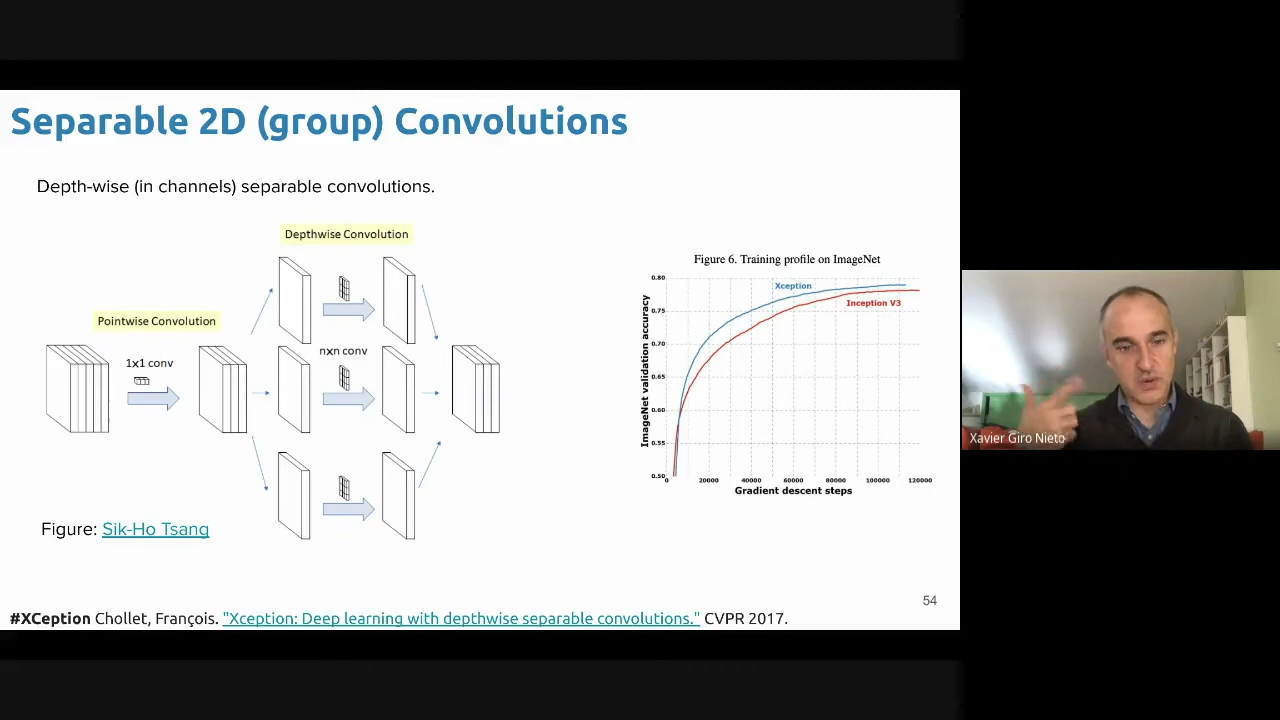 Separable 2D (group) Convolutions
Depth-wise (in channels) separable convolutions.
Depthwise Convolution
Pointwise Convolution
1x1 conv
nxn conv
Figure: Sik-Ho Tsang
Figure 6. Training profile on ImageNet
ImageNet validation accuracy
0.80
0.75
0.70
0.65
0.60
0.55
0.50
Xception
Inception V3
0 20000 40000 60000 80000 100000 120000
Gradient descent steps
Xavier Giro Nieto
54
#XCeption Chollet, François. "Xception: Deep learning with depthwise separable convolutions." CVPR 2017.